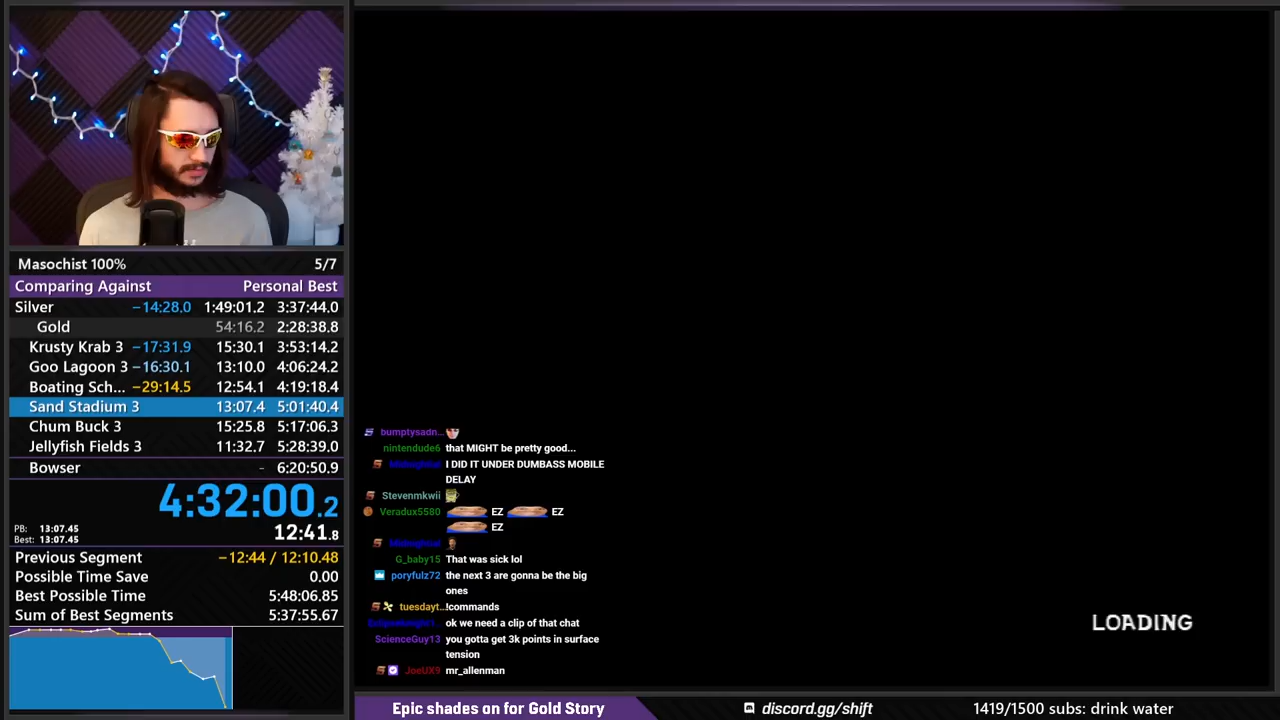 Masochist 100% 5/7
Comparing Against Personal Best
Silver −14:28.0 1:49:01.2 3:37:44.0
Gold 54:16.2 2:28:38.8
Krusty Krab 3 −17:31.9 15:30.1 3:53:14.2
Goo Lagoon 3 −16:30.1 13:10.0 4:06:24.2
Boating Sch... −29:14.5 12:54.1 4:19:18.4
Sand Stadium 3 13:07.4 5:01:40.4
Chum Buck 3 15:25.8 5:17:06.3
Jellyfish Fields 3 11:32.7 5:28:39.0
Bowser - 6:20:50.9
4:32:00.2
PB: 13:07.45
Best: 13:07.45
12:41.8
Previous Segment −12:44 / 12:10.48
Possible Time Save 0.00
Best Possible Time 5:48:06.85
Sum of Best Segments 5:37:55.67
bumptysadn...
nintendude6 that MIGHT be pretty good...
I DID IT UNDER DUMBASS MOBILE
DELAY
Stevenmkwii
Veradux5580 EZ EZ
EZ
G_baby15 That was sick lol
poryfulz72 the next 3 are gonna be the big
ones
tuesdayt... !commands
ok we need a clip of that chat
ScienceGuy13 you gotta get 3k points in surface
tension
JoeUX9 mr_allenman
LOADING
Epic shades on for Gold Story
discord.gg/shift
1419/1500 subs: drink water